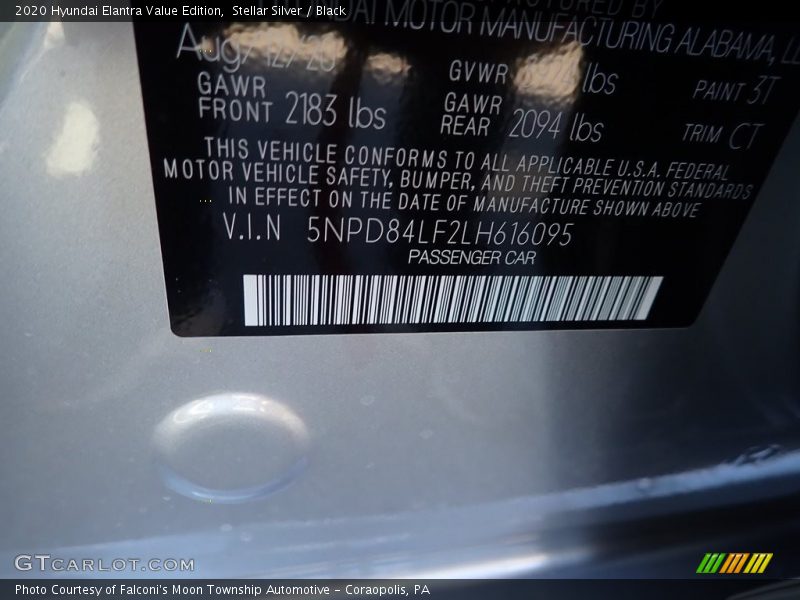 2020 Hyundai Elantra Value Edition, Stellar Silver / Black
MOTOR MANUFACTURING ALABAMA,
GAWR FRONT 2183 lbs
GVWR lbs
GAWR REAR 2094 lbs
PAINT 3T
TRIM CT
THIS VEHICLE CONFORMS TO ALL APPLICABLE U.S.A. FEDERAL
MOTOR VEHICLE SAFETY, BUMPER, AND THEFT PREVENTION STANDARDS
IN EFFECT ON THE DATE OF MANUFACTURE SHOWN ABOVE
V.I.N 5NPD84LF2LH616095
PASSENGER CAR
GTCARLOT.COM
Photo Courtesy of Falconi's Moon Township Automotive - Coraopolis, PA